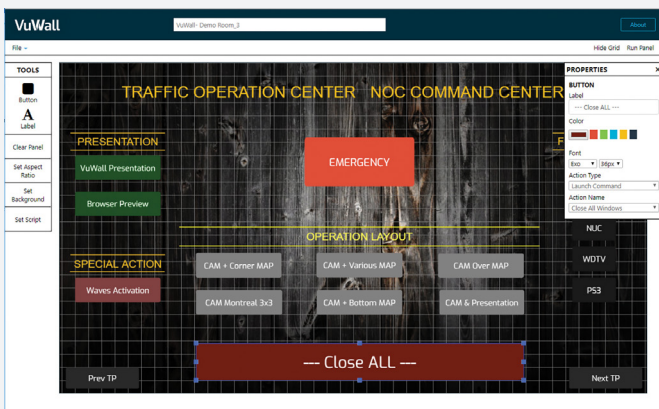 VuWall
VuWall- Demo Room_3
About
File
Hide Grid Run Panel
TOOLS
Button
A
Label
Clear Panel
Set Aspect
Ratio
Set
Background
Set Script
TRAFFIC OPERATION CENTER NOC COMMAND CENTER
PRESENTATION
VuWall Presentation
Browser Preview
EMERGENCY
F
OPERATION LAYOUT
SPECIAL ACTION
Waves Activation
CAM + Corner MAP
CAM + Various MAP
CAM Over MAP
CAM Montreal 3x3
CAM + Bottom MAP
CAM & Presentation
NUC
WDTV
PS3
--- Close ALL ---
Prev TP
Next TP
PROPERTIES
x
BUTTON
Label
--- Close ALL ---
Color
Font
Exo
36px
Action Type
Launch Command
Action Name
Close All Windows